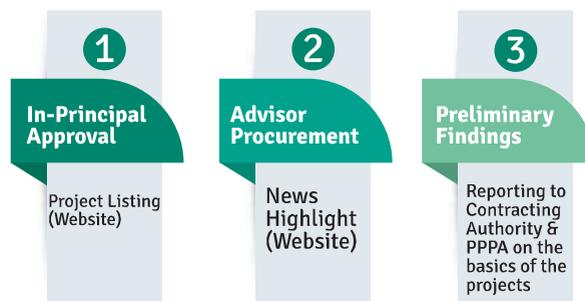 1
In-Principal
Approval
Project Listing
(Website)
2
Advisor
Procurement
News
Highlight
(Website)
3
Preliminary
Findings
Reporting to
Contracting
Authority &
PPPA on the
basics of the
projects